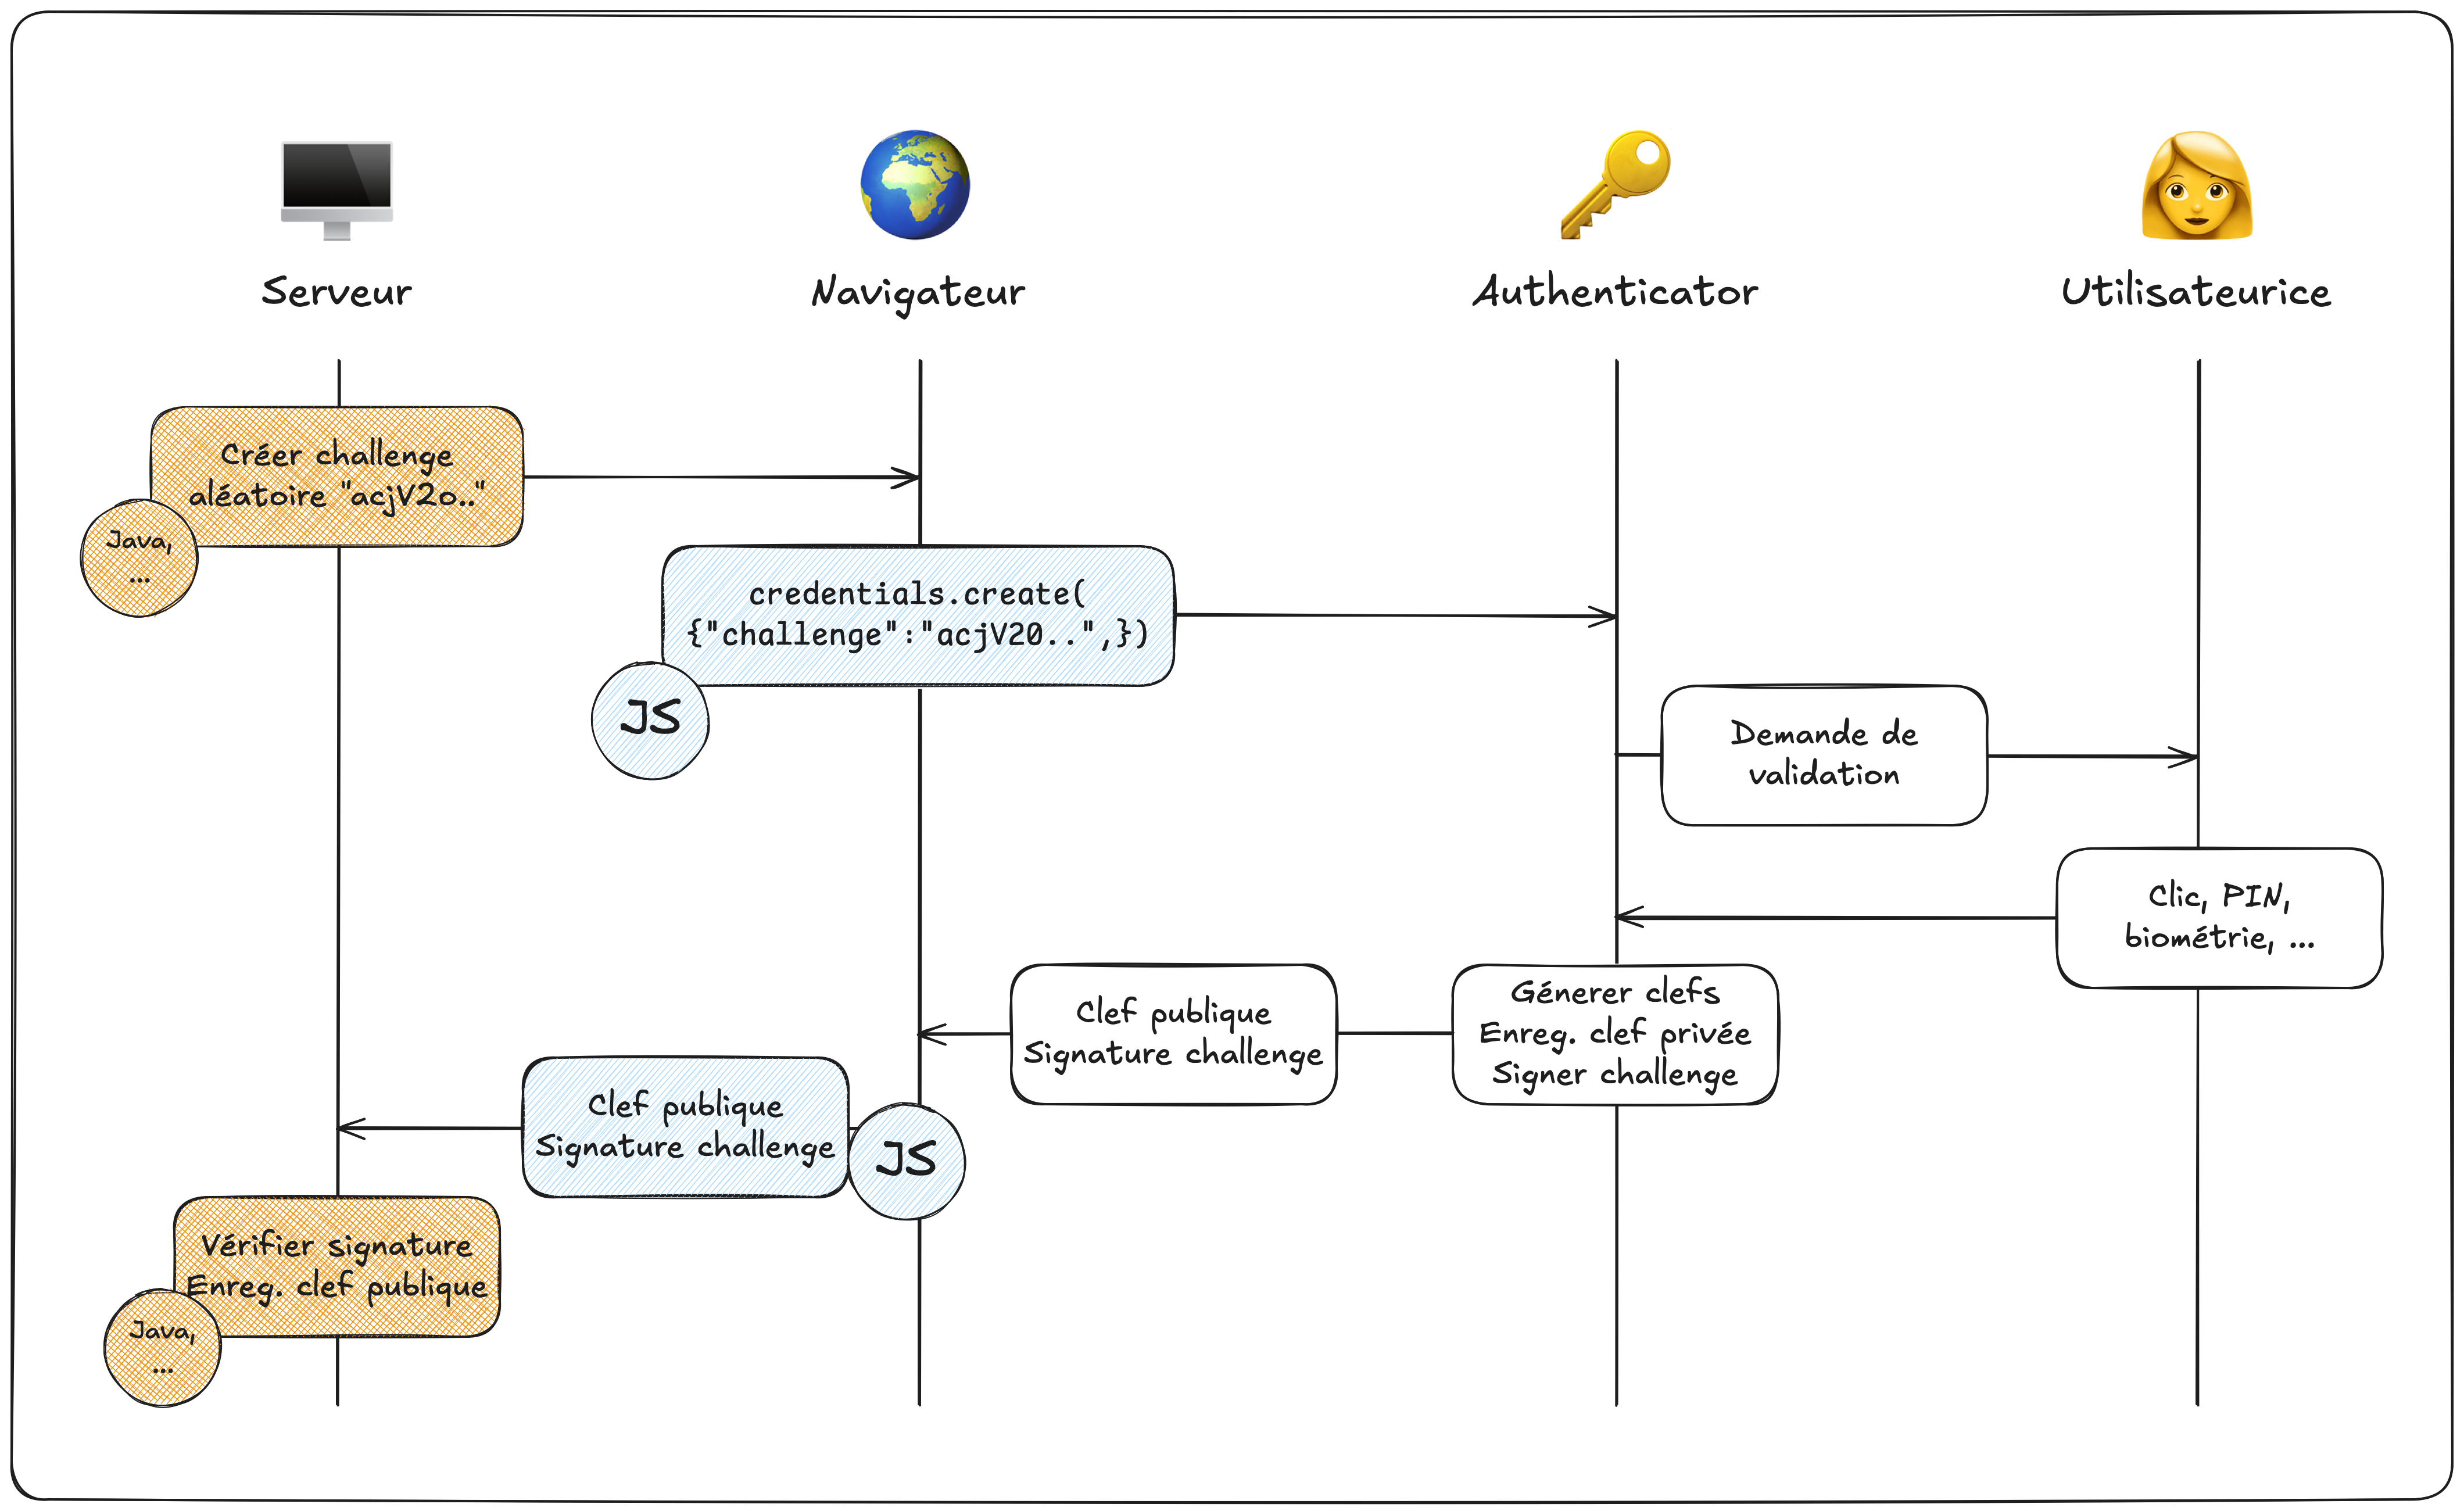 Serveur
Navigateur
Authenticator
Utilisateurice
Créer challenge
aléatoire "acjV2o.."
Java,
...
credentials.create(
{"challenge":"acjV20..",})
JS
Demande de
validation
Clic, PIN,
biométrie, ...
Génerer clefs
Enreg. clef privée
Signer challenge
Clef publique
Signature challenge
Clef publique
Signature challenge
JS
Vérifier signature
Enreg. clef publique
Java,
...